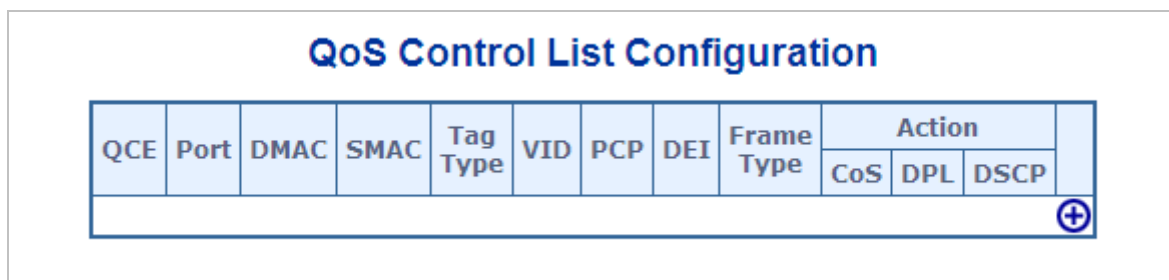 QoS Control List Configuration
QCE Port DMAC SMAC Tag Type VID PCP DEI Frame Type Action
CoS DPL DSCP